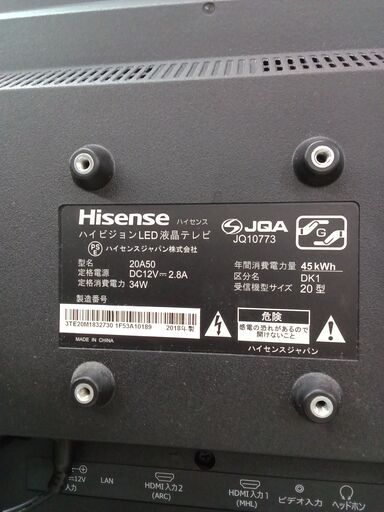 Hisense ハイセンス
ハイビジョンLED液晶テレビ
PS
E ハイセンスジャパン株式会社
JQA
JQ10773
G
型名 20A50
定格電源 DC12V⎓2.8A
定格消費電力 34W
製造番号
年間消費電力量 45kWh
区分名 DK1
受信機型サイズ 20型
3TE20M1832730 1F53A10189 2018年製
MADE IN CHINA
危険
感電の恐れがあるので
開けないこと
ハイセンスジャパン
⎓12V
入力
LAN
HDMI入力2
(ARC)
HDMI入力1
(MHL)
ビデオ入力
ヘッドホン